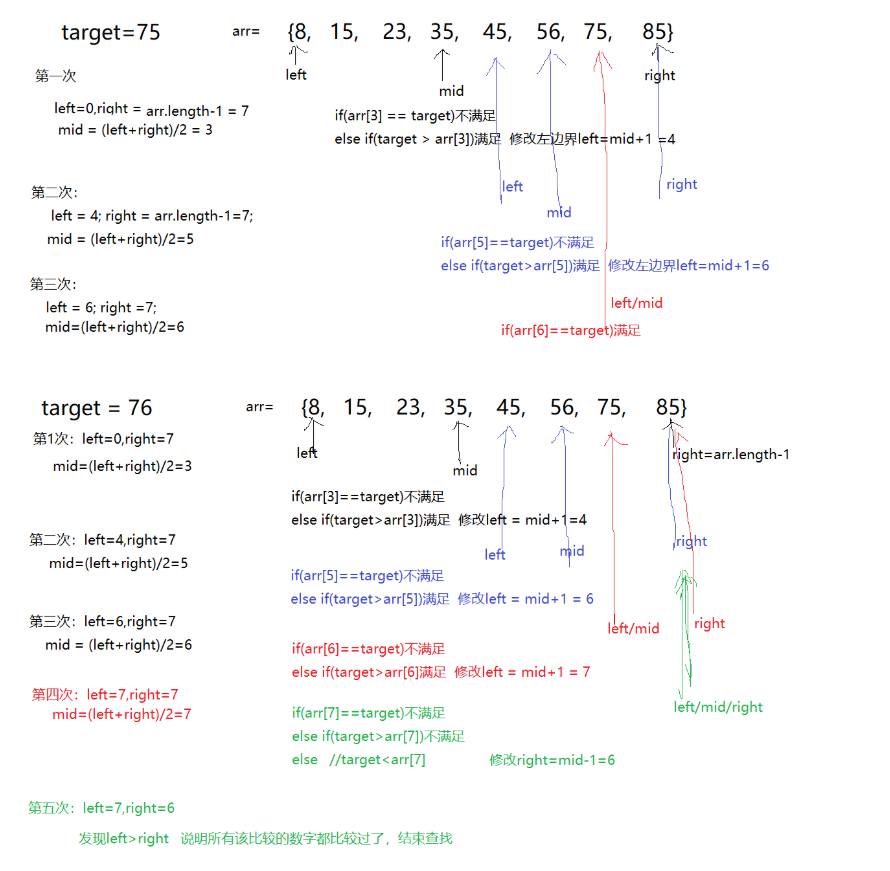 target=75 arr= {8, 15, 23, 35, 45, 56, 75, 85}
left right
第一次 mid
left=0,right = arr.length-1 = 7 if(arr[3] == target)不满足
mid = (left+right)/2 = 3 else if(target > arr[3])满足 修改左边界left=mid+1 =4
第二次: left right
left = 4; right = arr.length-1=7; mid
mid = (left+right)/2=5 if(arr[5]==target)不满足
else if(target>arr[5])满足 修改左边界left=mid+1=6
第三次:
left = 6; right =7; left/mid
mid=(left+right)/2=6 if(arr[6]==target)满足
target = 76 arr= {8, 15, 23, 35, 45, 56, 75, 85}
第1次: left=0,right=7 left right=arr.length-1
mid=(left+right)/2=3 mid
if(arr[3]==target)不满足
else if(target>arr[3])满足 修改left = mid+1=4
第二次: left=4,right=7 left mid right
mid=(left+right)/2=5
if(arr[5]==target)不满足
else if(target>arr[5])满足 修改left = mid+1 = 6
第三次: left=6,right=7 left/mid right
mid = (left+right)/2=6 if(arr[6]==target)不满足
else if(target>arr[6]满足 修改left = mid+1 = 7
第四次: left=7,right=7
mid=(left+right)/2=7 left/mid/right
if(arr[7]==target)不满足
else if(target>arr[7])不满足
else //target<arr[7] 修改right=mid-1=6
第五次: left=7,right=6
发现left>right 说明所有该比较的数字都比较过了，结束查找